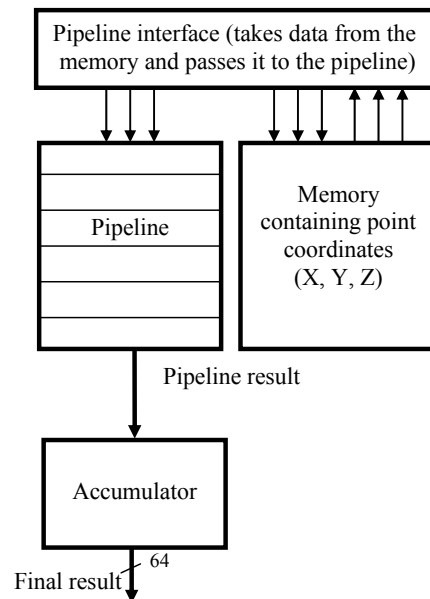 Pipeline interface (takes data from the
memory and passes it to the pipeline)
Pipeline
Memory
containing point
coordinates
(X, Y, Z)
Pipeline result
Accumulator
64
Final result